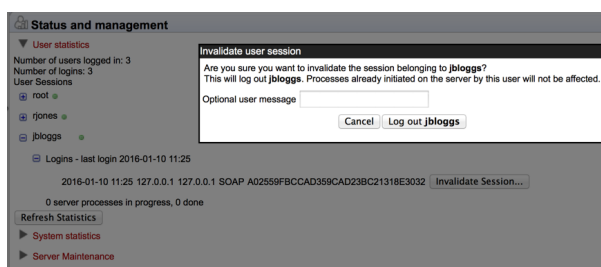 Status and management
User statistics
Number of users logged in: 3
Number of logins: 3
User Sessions
root
rjones
jbloggs
Logins - last login 2016-01-10 11:25
2016-01-10 11:25 127.0.0.1 127.0.0.1 SOAP A02559FBCCAD359CAD23BC21318E3032 Invalidate Session...
0 server processes in progress, 0 done
Refresh Statistics
System statistics
Server Maintenance
Invalidate user session
Are you sure you want to invalidate the session belonging to jbloggs?
This will log out jbloggs. Processes already initiated on the server by this user will not be affected.
Optional user message
Cancel Log out jbloggs